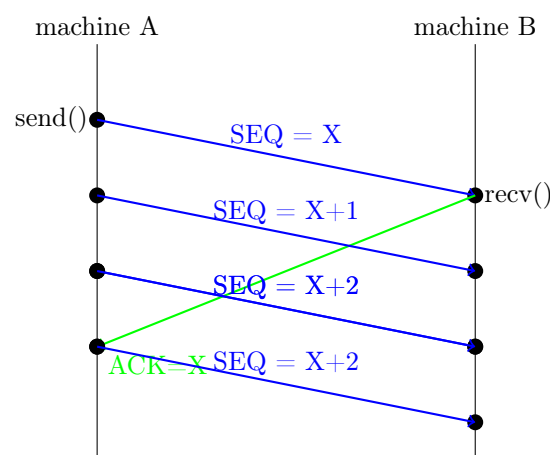 machine A
machine B
send()
SEQ = X
recv()
SEQ = X+1
SEQ = X+2
ACK=X
SEQ = X+2